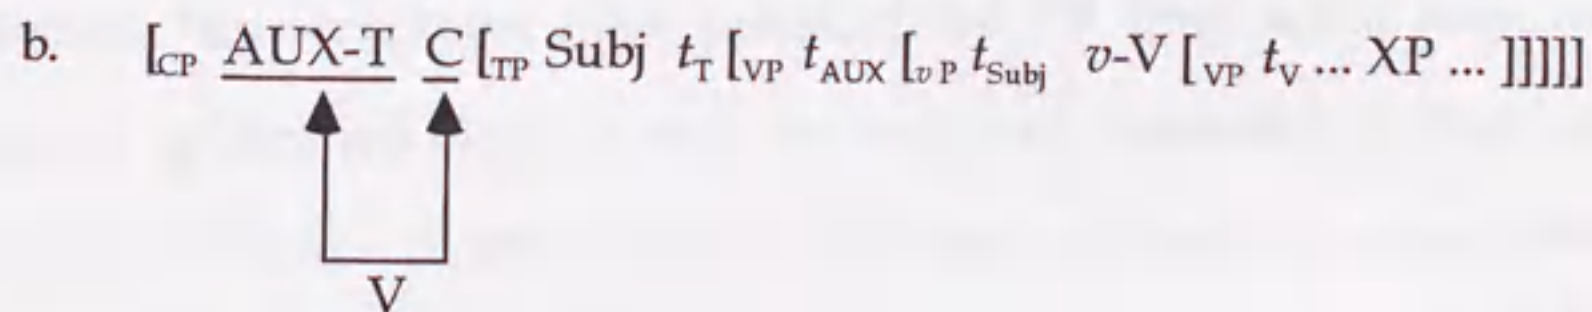 b. [CP AUX-T C [TP Subj tT [VP tAUX [vP tSubj v-V [VP tV ... XP ... ]]]]]
V